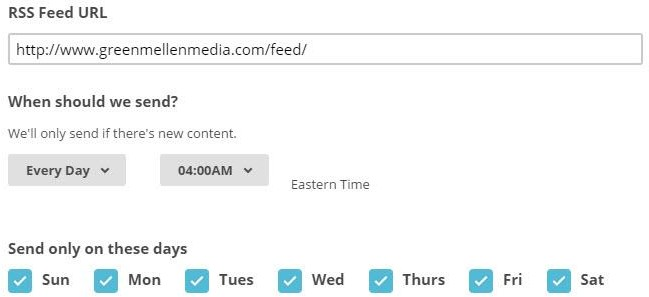 RSS Feed URL
http://www.greenmellenmedia.com/feed/
When should we send?
We'll only send if there's new content.
Every Day 04:00AM Eastern Time
Send only on these days
Sun Mon Tues Wed Thurs Fri Sat